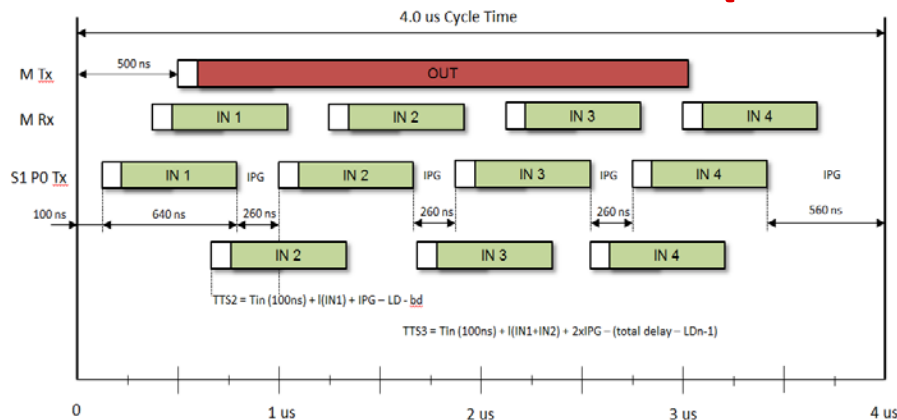 4.0 us Cycle Time
500 ns
M Tx
OUT
M Rx
IN 1
IN 2
IN 3
IN 4
S1 P0 Tx
IN 1
IPG
IN 2
IPG
IN 3
IPG
IN 4
IPG
100 ns
640 ns
260 ns
260 ns
260 ns
560 ns
IN 2
IN 3
IN 4
TTS2 = Tin (100ns) + l(IN1) + IPG – LD - bd
TTS3 = Tin (100ns) + l(IN1+IN2) + 2xIPG – (total delay – LDn-1)
0
1 us
2 us
3 us
4 us